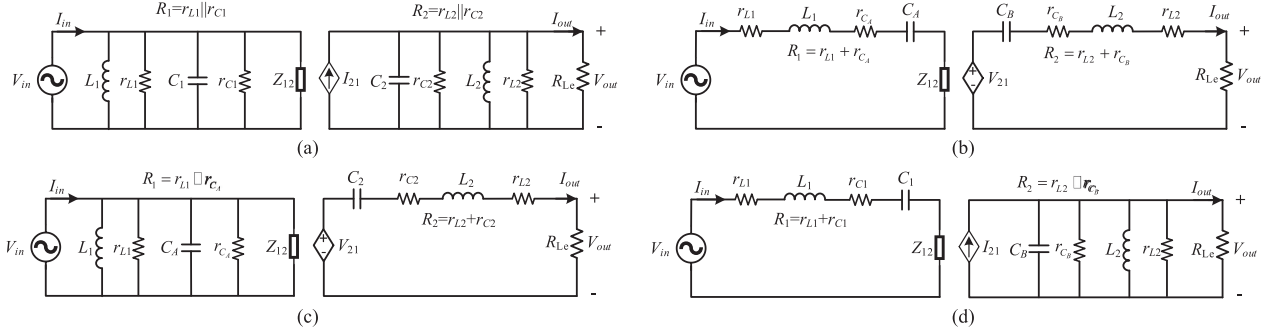 I_in R_1=r_L1||r_C1 R_2=r_L2||r_C2 I_out +
V_in L_1 r_L1 C_1 r_C1 Z_12 I_21 C_2 r_C2 L_2 r_L2 R_Le V_out
-
(a)
I_in r_L1 L_1 r_C_A C_A C_B r_C_B L_2 r_L2 I_out +
R_1 = r_L1 + r_C_A R_2 = r_L2 + r_C_B
V_in Z_12 + - V_21 R_Le V_out
-
(b)
I_in R_1 = r_L1 □ r_C_A C_2 r_C2 L_2 r_L2 I_out +
R_2=r_L2+r_C2
V_in L_1 r_L1 C_A r_C_A Z_12 + - V_21 R_Le V_out
-
(c)
I_in r_L1 L_1 r_C1 C_1 R_2 = r_L2 □ r_C_B I_out +
R_1=r_L1+r_C1
V_in Z_12 I_21 C_B r_C_B L_2 r_L2 R_Le V_out
-
(d)